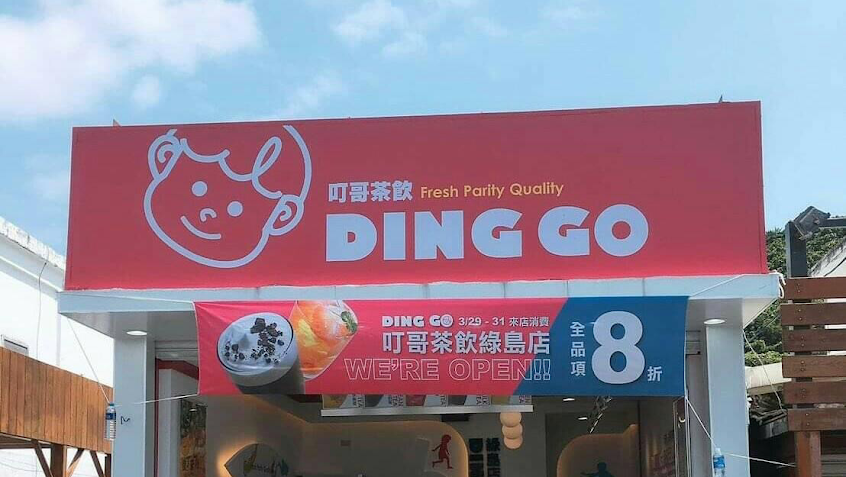 叮哥茶飲 Fresh Parity Quality
DING GO
DING GO 3/29 - 31 來店消費
叮哥茶飲綠島店
WE'RE OPEN!!
全品項 8 折